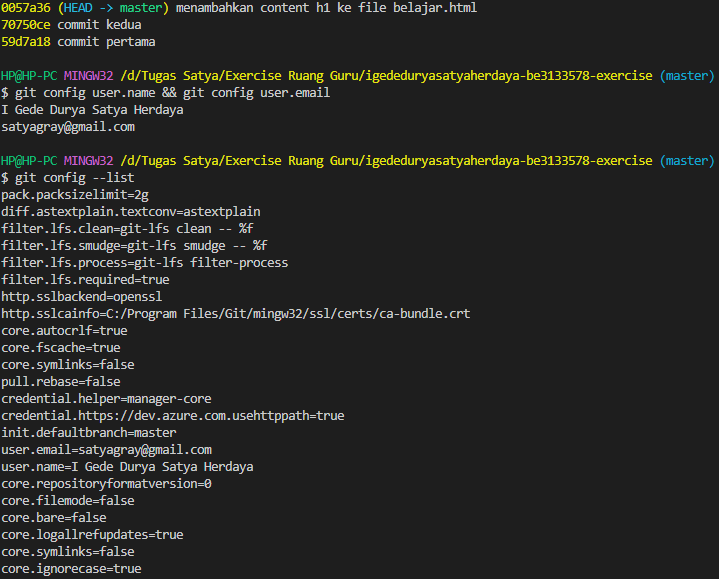 0057a36 (HEAD -> master) menambahkan content h1 ke file belajar.html
70750ce commit kedua
59d7a18 commit pertama
HP@HP-PC MINGW32 /d/Tugas Satya/Exercise Ruang Guru/igededuryasatyaherdaya-be3133578-exercise (master)
$ git config user.name && git config user.email
I Gede Durya Satya Herdaya
satyagray@gmail.com
HP@HP-PC MINGW32 /d/Tugas Satya/Exercise Ruang Guru/igededuryasatyaherdaya-be3133578-exercise (master)
$ git config --list
pack.packsizelimit=2g
diff.astextplain.textconv=astextplain
filter.lfs.clean=git-lfs clean -- %f
filter.lfs.smudge=git-lfs smudge -- %f
filter.lfs.process=git-lfs filter-process
filter.lfs.required=true
http.sslbackend=openssl
http.sslcainfo=C:/Program Files/Git/mingw32/ssl/certs/ca-bundle.crt
core.autocrlf=true
core.fscache=true
core.symlinks=false
pull.rebase=false
credential.helper=manager-core
credential.https://dev.azure.com.usehttppath=true
init.defaultbranch=master
user.email=satyagray@gmail.com
user.name=I Gede Durya Satya Herdaya
core.repositoryformatversion=0
core.filemode=false
core.bare=false
core.logallrefupdates=true
core.symlinks=false
core.ignorecase=true